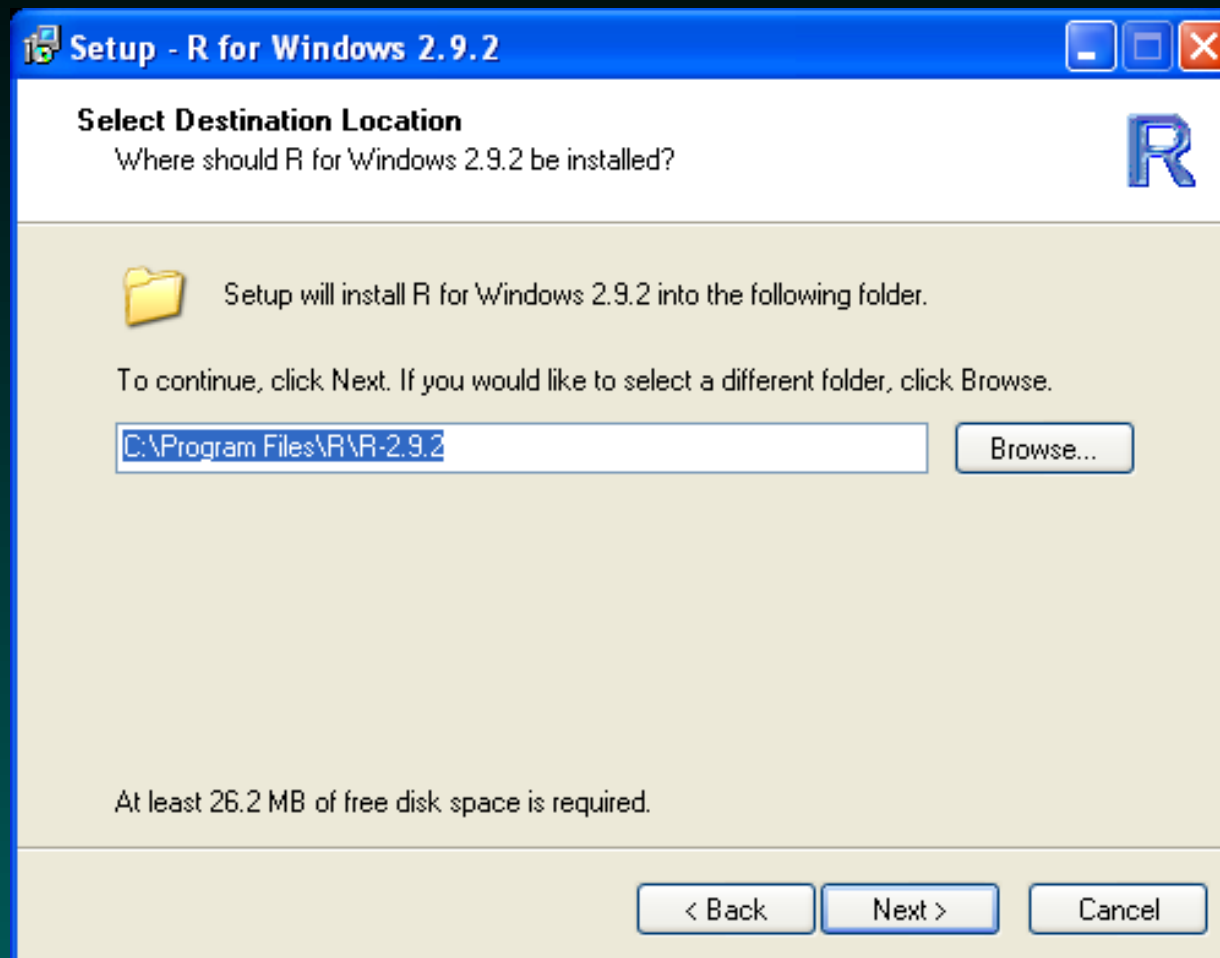 Setup - R for Windows 2.9.2
Select Destination Location
Where should R for Windows 2.9.2 be installed?
R
Setup will install R for Windows 2.9.2 into the following folder.
To continue, click Next. If you would like to select a different folder, click Browse.
C:\Program Files\R\R-2.9.2
Browse...
At least 26.2 MB of free disk space is required.
< Back Next > Cancel